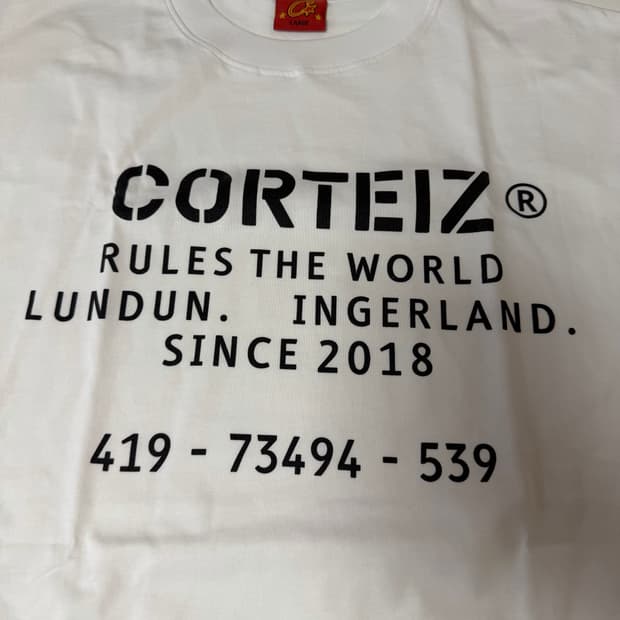 CORTEIZ®
RULES THE WORLD
LUNDUN. INGERLAND.
SINCE 2018
419 - 73494 - 539